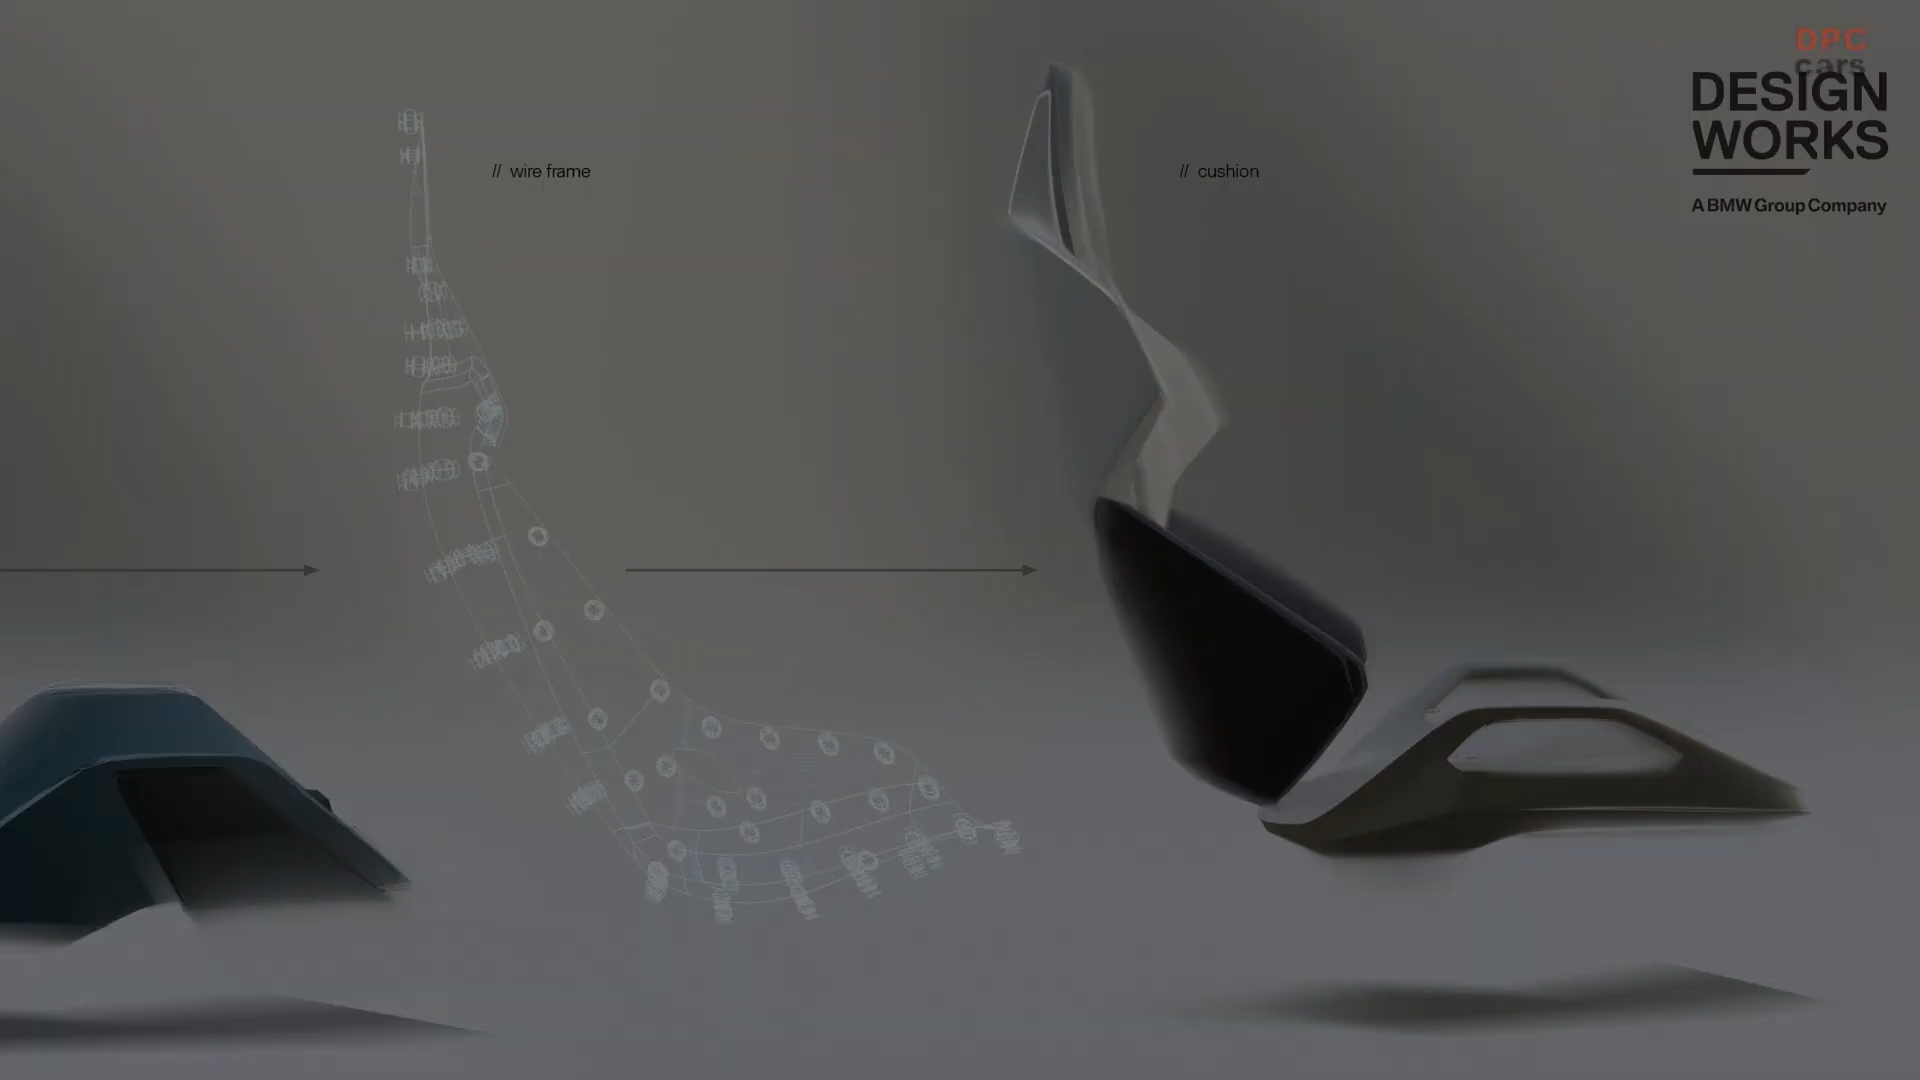 DPC
cars
DESIGN
WORKS
A BMW Group Company
// wire frame
// cushion